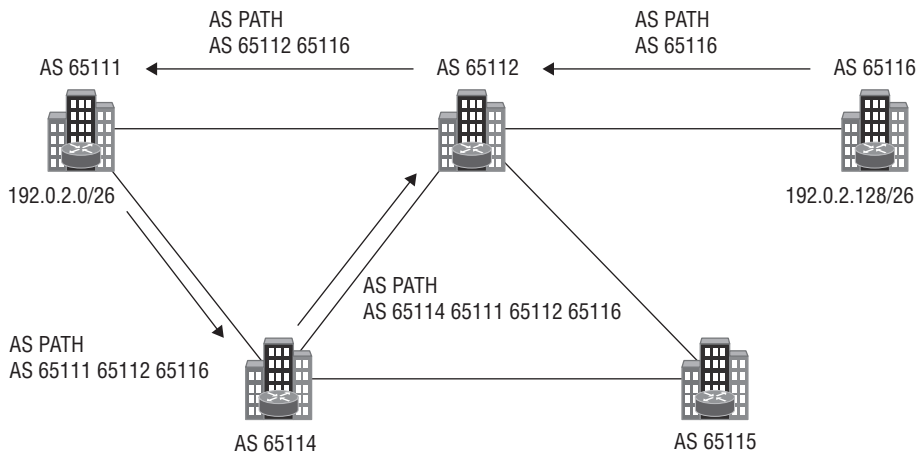 AS PATH
AS 65112 65116
AS PATH
AS 65116
AS 65111
AS 65112
AS 65116
192.0.2.0/26
192.0.2.128/26
AS PATH
AS 65114 65111 65112 65116
AS PATH
AS 65111 65112 65116
AS 65114
AS 65115